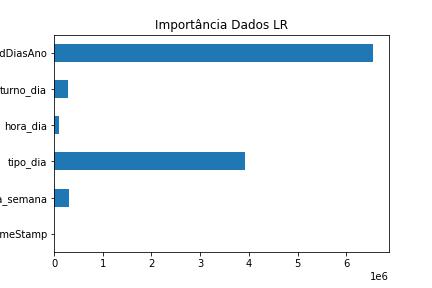 Importância Dados LR
dDiasAno
turno_dia
hora_dia
tipo_dia
a_semana
meStamp
0 1 2 3 4 5 6
1e6